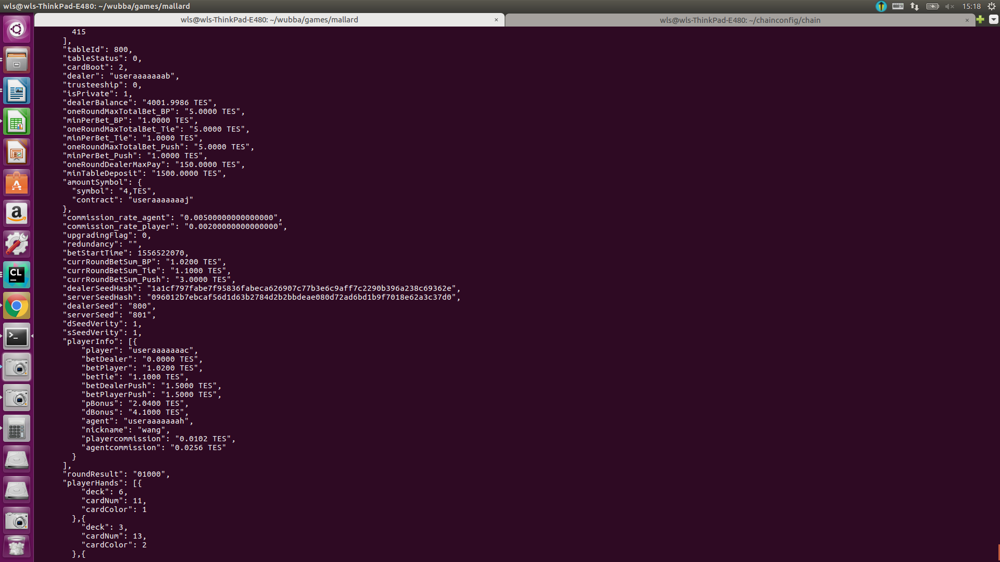 wls@wls-ThinkPad-E480: ~/wubba/games/mallard
15:18
wls@wls-ThinkPad-E480: ~/wubba/games/mallard ×
wls@wls-ThinkPad-E480: ~/chainconfig/chain ×
415
],
"tableId": 800,
"tableStatus": 0,
"cardBoot": 2,
"dealer": "useraaaaaaab",
"trusteeship": 0,
"isPrivate": 1,
"dealerBalance": "4001.9986 TES",
"oneRoundMaxTotalBet_BP": "5.0000 TES",
"minPerBet_BP": "1.0000 TES",
"oneRoundMaxTotalBet_Tie": "5.0000 TES",
"minPerBet_Tie": "1.0000 TES",
"oneRoundMaxTotalBet_Push": "5.0000 TES",
"minPerBet_Push": "1.0000 TES",
"oneRoundDealerMaxPay": "150.0000 TES",
"minTableDeposit": "1500.0000 TES",
"amountSymbol": {
"symbol": "4,TES",
"contract": "useraaaaaaaj"
},
"commission_rate_agent": "0.00500000000000000",
"commission_rate_player": "0.00200000000000000",
"upgradingFlag": 0,
"redundancy": "",
"betStartTime": 1556522070,
"currRoundBetSum_BP": "1.0200 TES",
"currRoundBetSum_Tie": "1.1000 TES",
"currRoundBetSum_Push": "3.0000 TES",
"dealerSeedHash": "1a1cf797fabe7f95836fabeca626907c77b3e6c9aff7c2290b396a238c69362e",
"serverSeedHash": "096012b7ebcaf56d1d63b2784d2b2bbdeae080d72ad6bd1b9f7018e62a3c37d0",
"dealerSeed": "800",
"serverSeed": "801",
"dSeedVerity": 1,
"sSeedVerity": 1,
"playerInfo": [{
"player": "useraaaaaaac",
"betDealer": "0.0000 TES",
"betPlayer": "1.0200 TES",
"betTie": "1.1000 TES",
"betDealerPush": "1.5000 TES",
"betPlayerPush": "1.5000 TES",
"pBonus": "2.0400 TES",
"dBonus": "4.1000 TES",
"agent": "useraaaaaaah",
"nickname": "wang",
"playercommission": "0.0102 TES",
"agentcommission": "0.0256 TES"
}
],
"roundResult": "01000",
"playerHands": [{
"deck": 6,
"cardNum": 11,
"cardColor": 1
},{
"deck": 3,
"cardNum": 13,
"cardColor": 2
},{